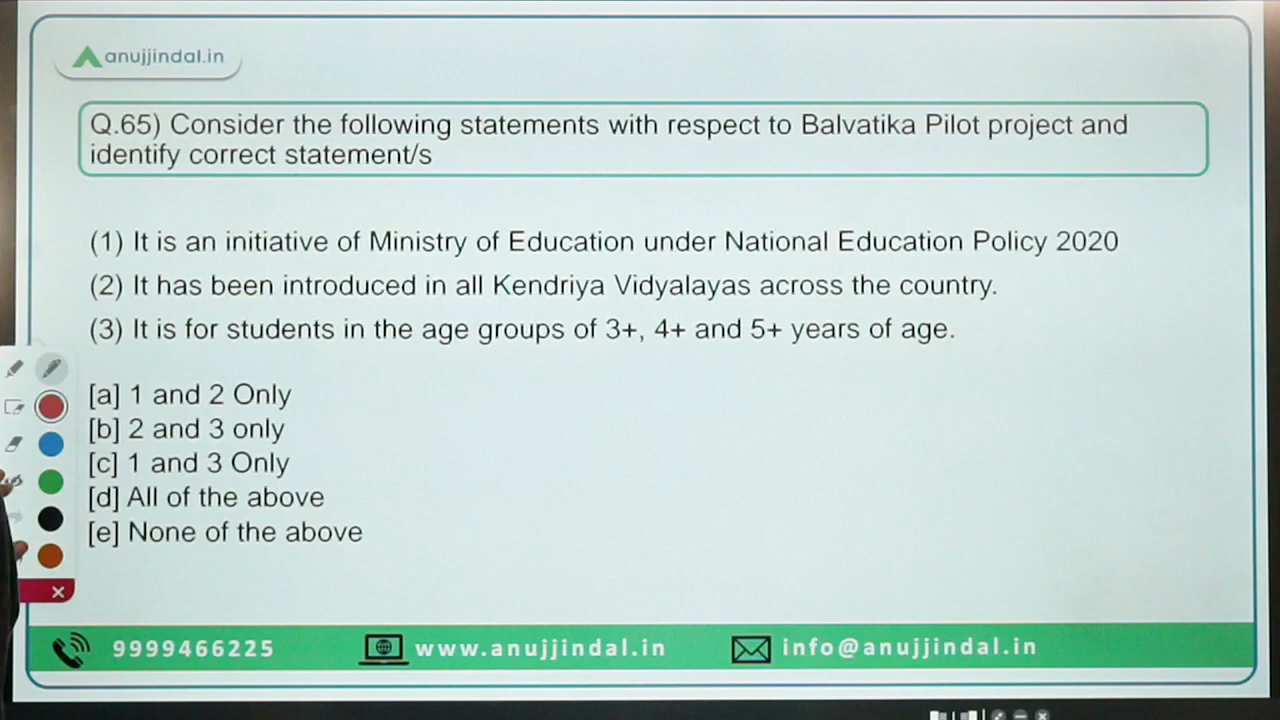 anujjindal.in
Q.65) Consider the following statements with respect to Balvatika Pilot project and
identify correct statement/s
(1) It is an initiative of Ministry of Education under National Education Policy 2020
(2) It has been introduced in all Kendriya Vidyalayas across the country.
(3) It is for students in the age groups of 3+, 4+ and 5+ years of age.
[a] 1 and 2 Only
[b] 2 and 3 only
[c] 1 and 3 Only
[d] All of the above
[e] None of the above
9999466225 www.anujjindal.in info@anujjindal.in